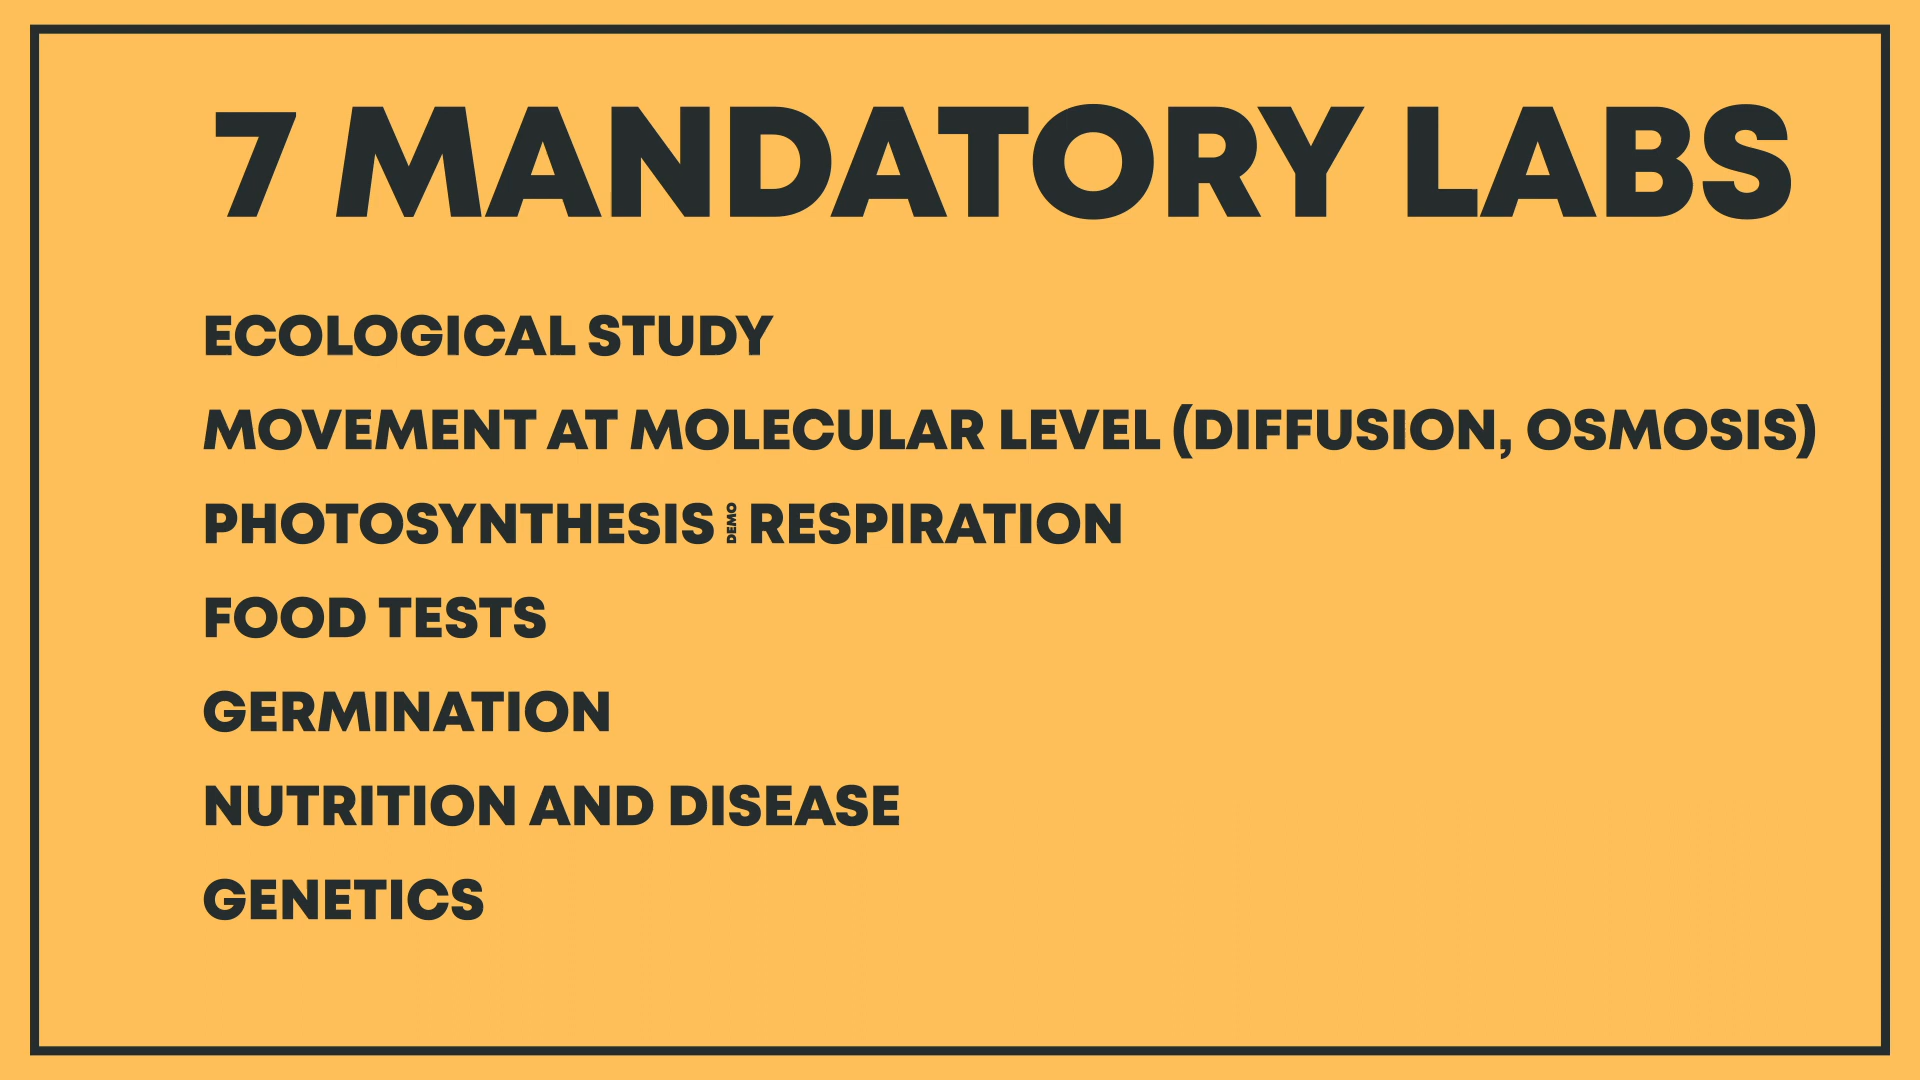 7 MANDATORY LABS
ECOLOGICAL STUDY
MOVEMENT AT MOLECULAR LEVEL (DIFFUSION, OSMOSIS)
PHOTOSYNTHESIS DEMO RESPIRATION
FOOD TESTS
GERMINATION
NUTRITION AND DISEASE
GENETICS